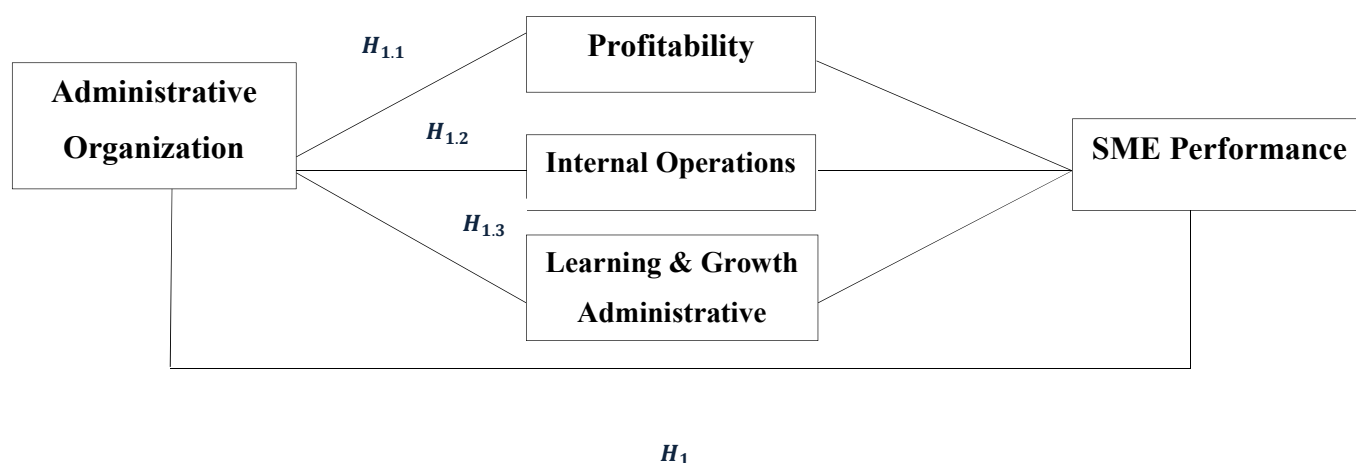 H₁.₁
Profitability
Administrative
Organization
H₁.₂
Internal Operations
SME Performance
H₁.₃
Learning & Growth
Administrative
H₁